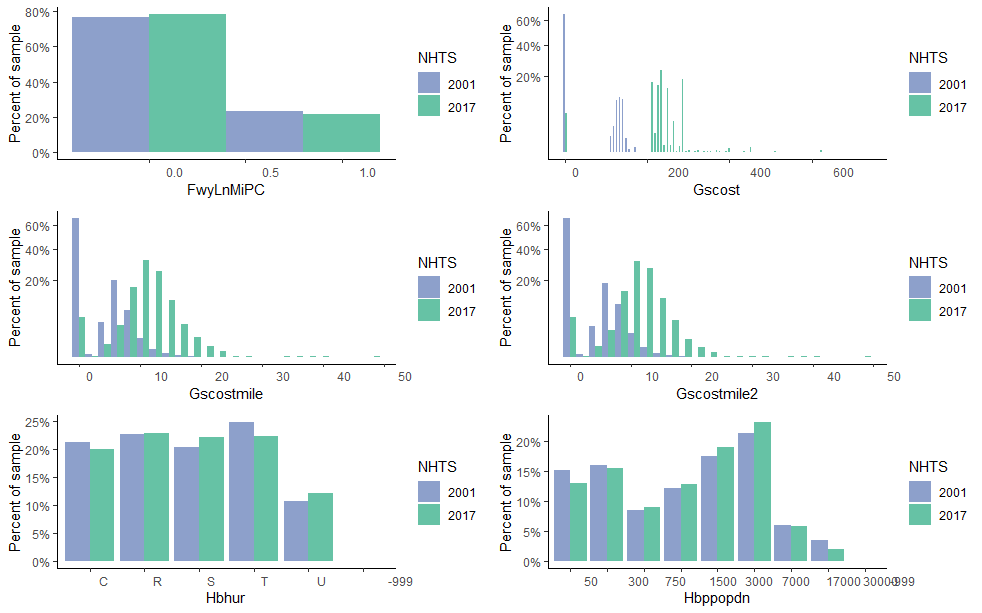 80%
60%
40%
20%
0%
Percent of sample
0.0 0.5 1.0
FwyLnMiPC
NHTS
2001
2017
60%
40%
20%
Percent of sample
0 200 400 600
Gscost
NHTS
2001
2017
60%
40%
20%
Percent of sample
0 10 20 30 40 50
Gscostmile
NHTS
2001
2017
60%
40%
20%
Percent of sample
0 10 20 30 40 50
Gscostmile2
NHTS
2001
2017
25%
20%
15%
10%
5%
0%
Percent of sample
C R S T U -999
Hbhur
NHTS
2001
2017
20%
15%
10%
5%
0%
Percent of sample
50 300 750 1500 3000 7000 17000 30000 -999
Hbppopdn
NHTS
2001
2017